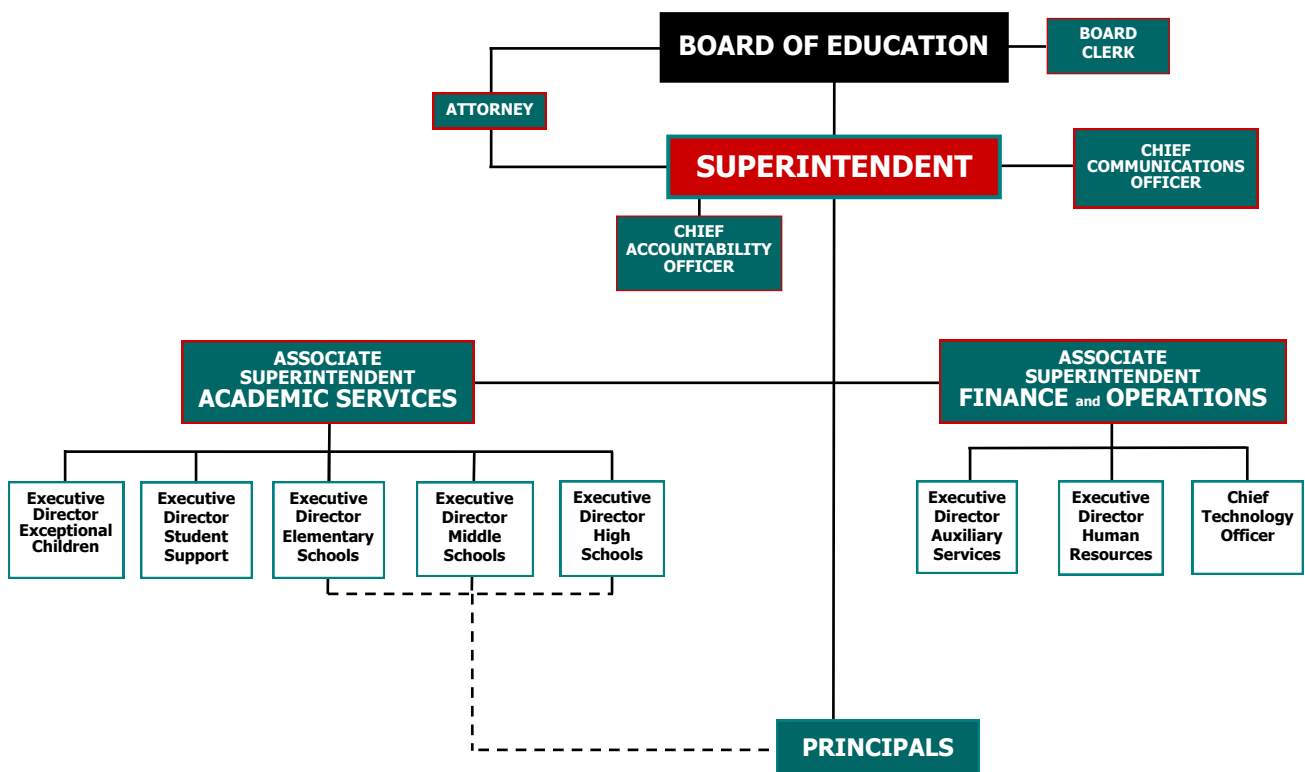 BOARD OF EDUCATION
BOARD
CLERK
ATTORNEY
SUPERINTENDENT
CHIEF
COMMUNICATIONS
OFFICER
CHIEF
ACCOUNTABILITY
OFFICER
ASSOCIATE
SUPERINTENDENT
ACADEMIC SERVICES
ASSOCIATE
SUPERINTENDENT
FINANCE and OPERATIONS
Executive
Director
Exceptional
Children
Executive
Director
Student
Support
Executive
Director
Elementary
Schools
Executive
Director
Middle
Schools
Executive
Director
High
Schools
Executive
Director
Auxiliary
Services
Executive
Director
Human
Resources
Chief
Technology
Officer
PRINCIPALS